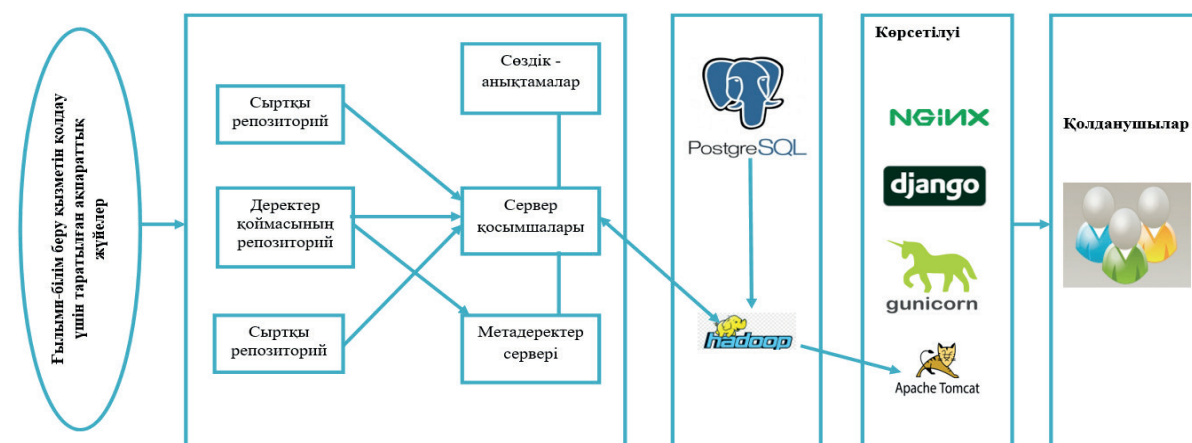 Ғылыми-білім беру қызметін қолдау
үшін таратылған ақпараттық
жүйелер
Сыртқы
репозиторий
Деректер
қоймасының
репозиторий
Сыртқы
репозиторий
Сөздік -
анықтамалар
Сервер
қосымшалары
Метадеректер
сервері
PostgreSQL
hadoop
Көрсетілуі
NGiNX
django
gunicorn
Apache Tomcat
Қолданушылар